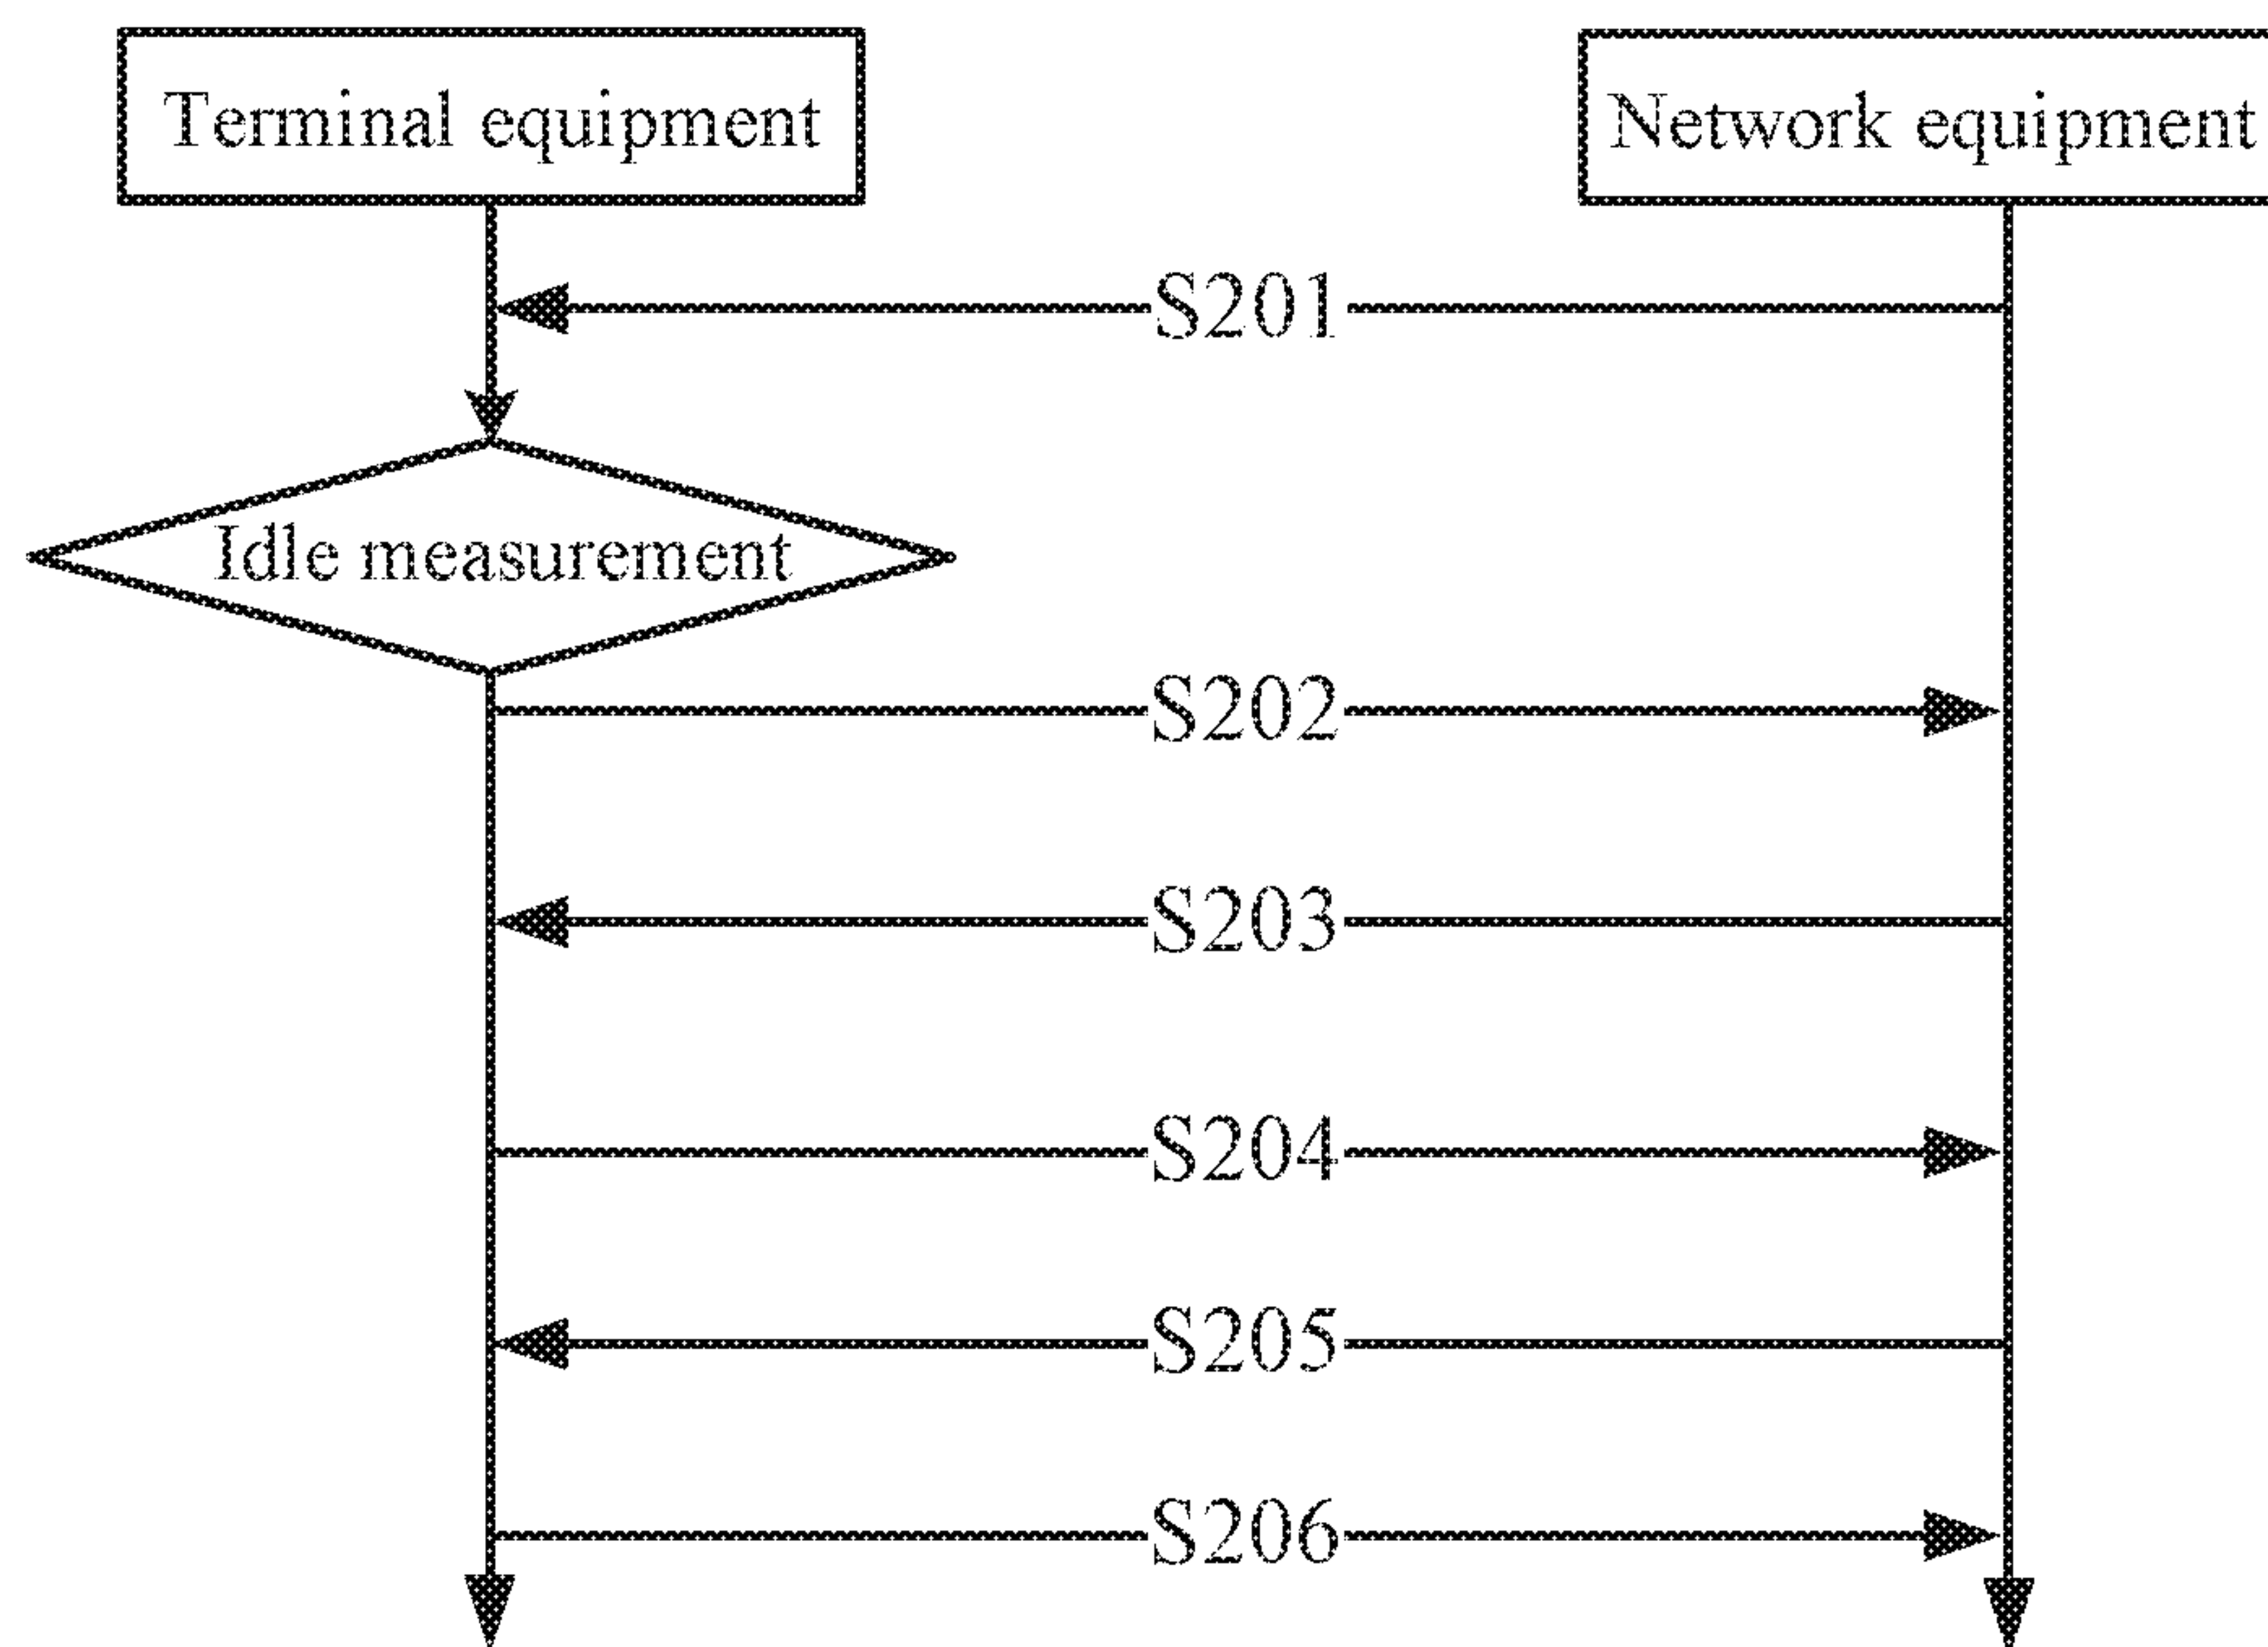 Terminal equipment
Network equipment
S201
Idle measurement
S202
S203
S204
S205
S206